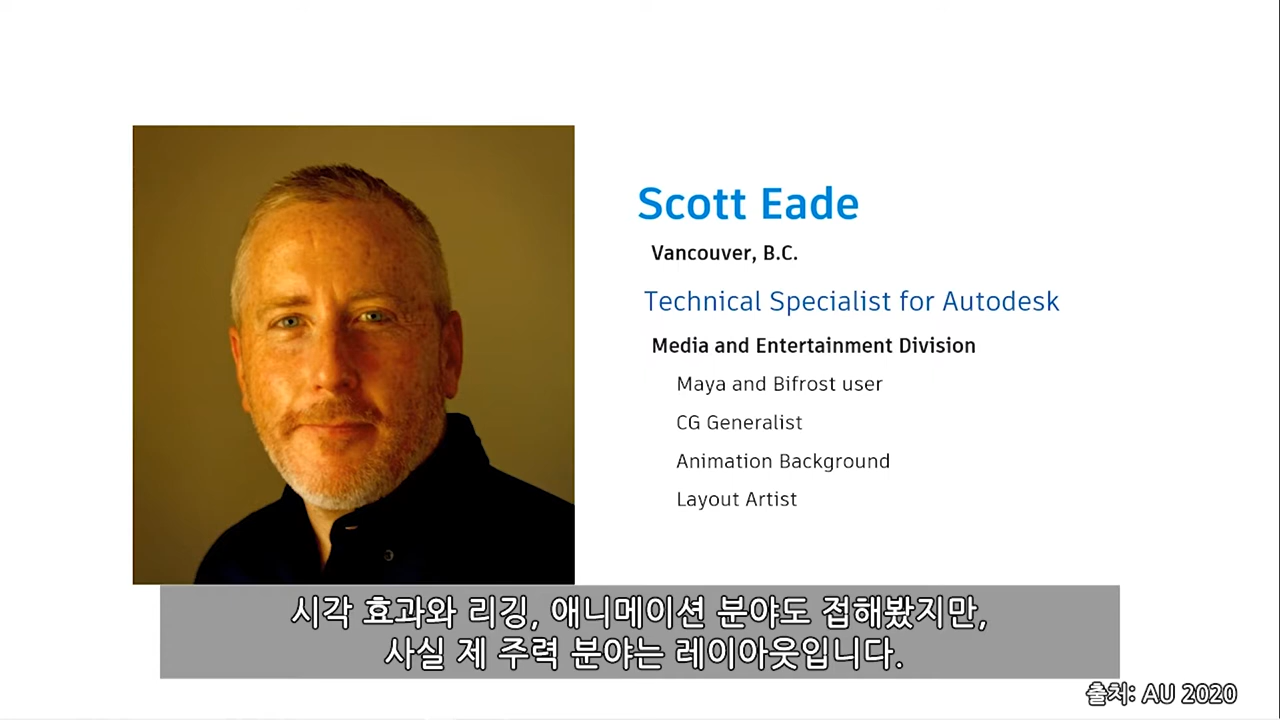 Scott Eade
Vancouver, B.C.
Technical Specialist for Autodesk
Media and Entertainment Division
Maya and Bifrost user
CG Generalist
Animation Background
Layout Artist
시각 효과와 리깅, 애니메이션 분야도 접해봤지만,
사실 제 주력 분야는 레이아웃입니다.
출처: AU 2020